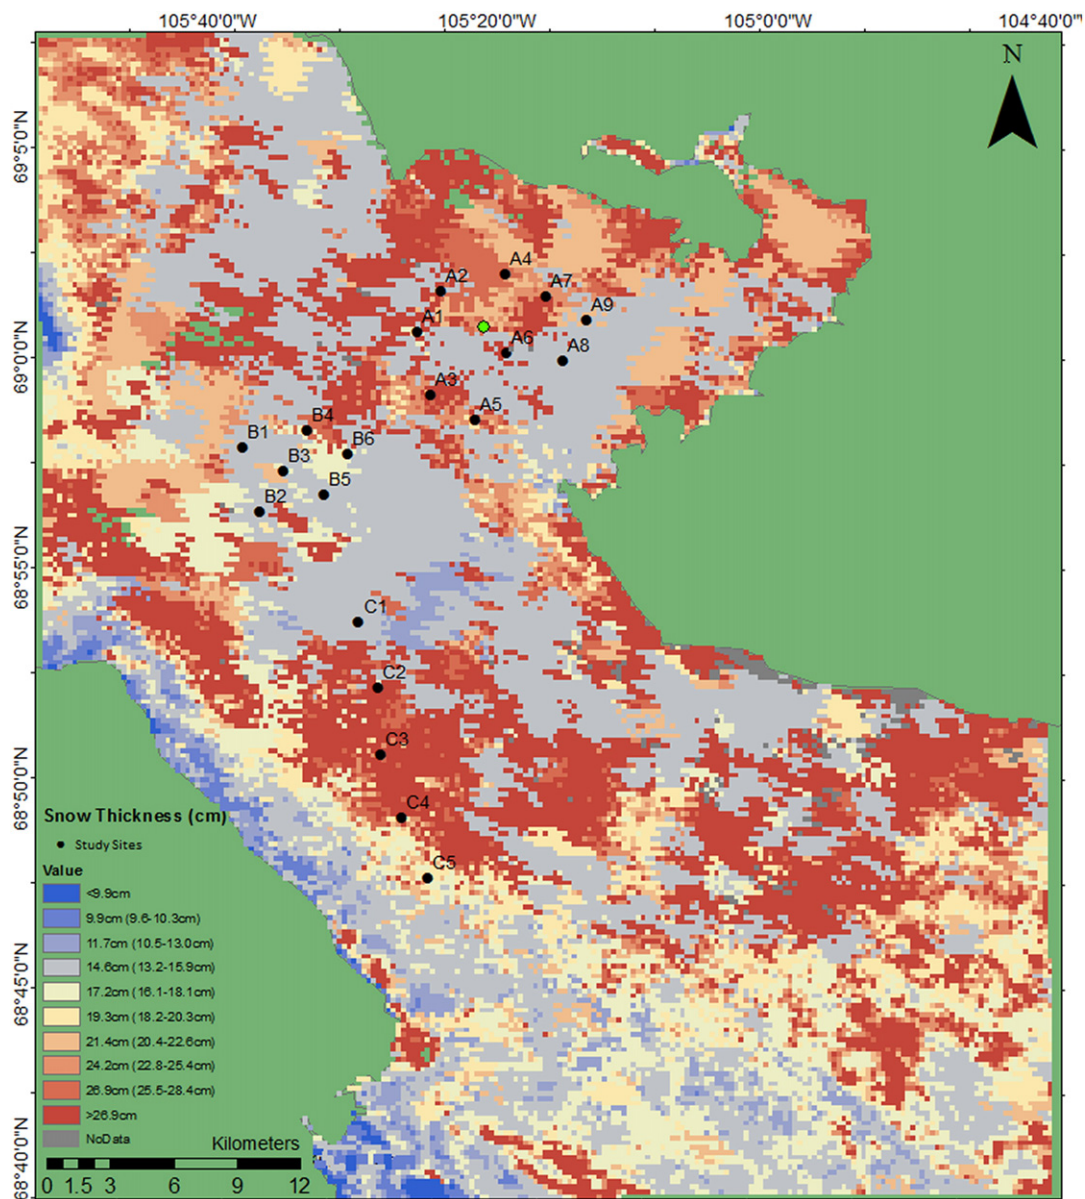 105°40'0"W 105°20'0"W 105°0'0"W 104°40'0"W
N
69°5'0"N
A4
A2
A7
A9
A1
A6
A8
69°0'0"N
A3
A5
B4
B1
B6
B3
B5
B2
68°55'0"N
C1
C2
C3
68°50'0"N
C4
C5
Snow Thickness (cm)
Study Sites
Value
<9.9cm
9.9cm (9.6-10.3cm)
11.7cm (10.5-13.0cm)
14.6cm (13.2-15.9cm)
17.2cm (16.1-18.1cm)
19.3cm (18.2-20.3cm)
21.4cm (20.4-22.6cm)
24.2cm (22.8-25.4cm)
26.9cm (25.5-28.4cm)
>26.9cm
NoData
68°45'0"N
68°40'0"N
Kilometers
0 1.5 3 6 9 12